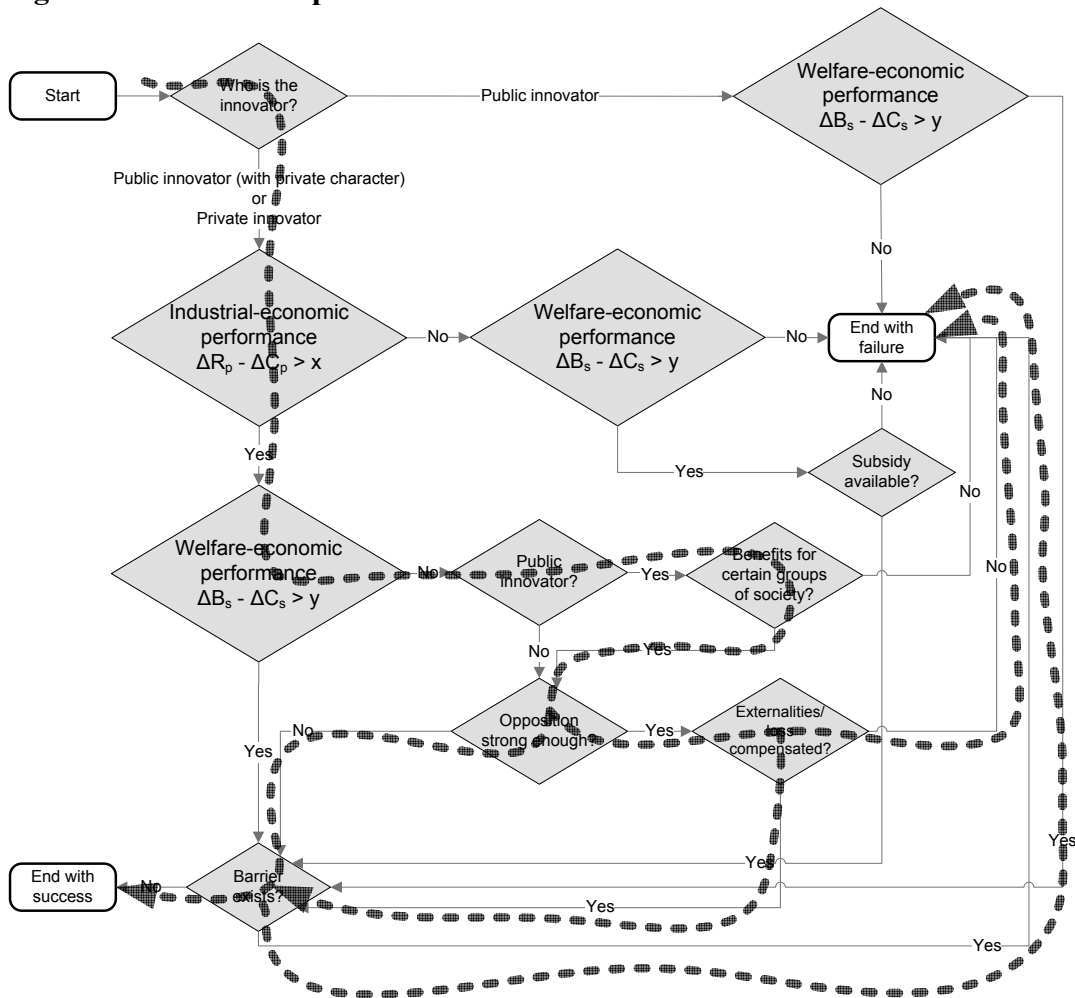 Start
Who is the
innovator?
Public innovator
Welfare-economic
performance
ΔBs - ΔCs > y
Public innovator (with private character)
or
Private innovator
No
Industrial-economic
performance
ΔRp - ΔCp > x
No
Welfare-economic
performance
ΔBs - ΔCs > y
No
End with
failure
No
Yes
Yes
Subsidy
available?
No
Welfare-economic
performance
ΔBs - ΔCs > y
No
Public
innovator?
Yes
Benefits for
certain groups
of society?
No
No
Yes
No
Opposition
strong enough?
Yes
Externalities/
loss
compensated?
Yes
Yes
Yes
End with
success
No
Barrier
exists?
Yes
Yes